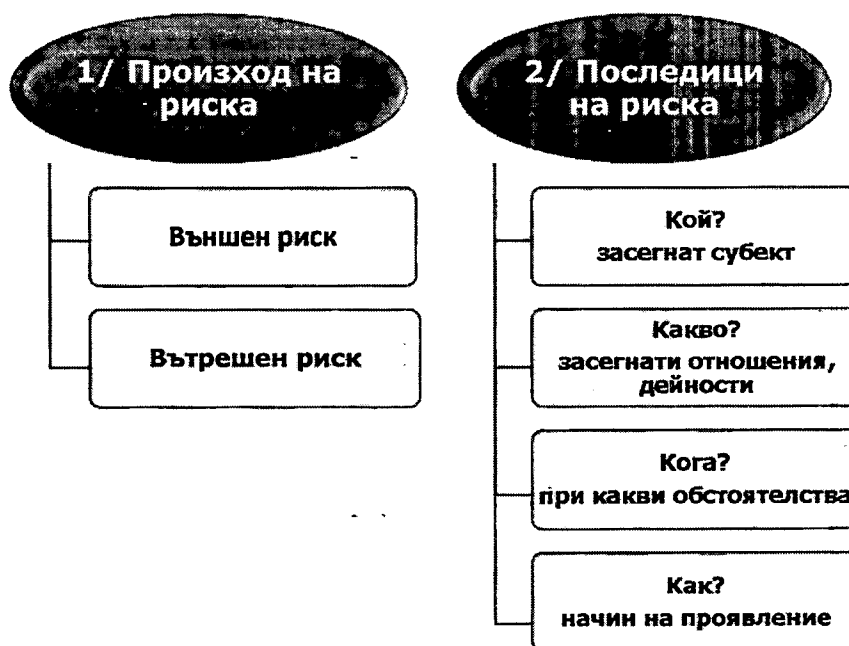 1/ Произход на
риска
Външен риск
Вътрешен риск
2/ Последици
на риска
Кой?
засегнат субект
Какво?
засегнати отношения,
дейности
Кога?
при какви обстоятелства
Как?
начин на проявление